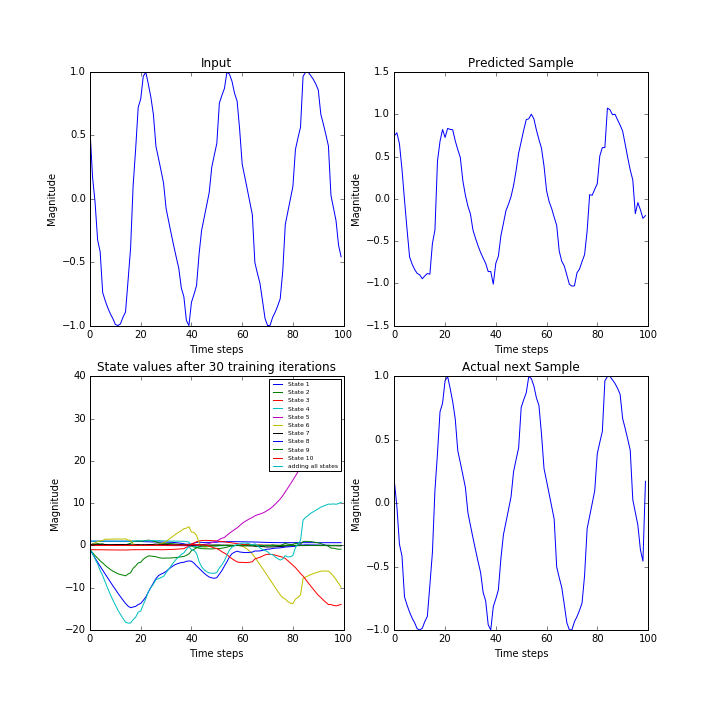 Input
1.0
0.5
0.0
−0.5
−1.0
Magnitude
0 20 40 60 80 100
Time steps
Predicted Sample
1.5
1.0
0.5
0.0
−0.5
−1.0
−1.5
Magnitude
0 20 40 60 80 100
Time steps
State values after 30 training iterations
40
30
20
10
0
−10
−20
Magnitude
State 1
State 2
State 3
State 4
State 5
State 6
State 7
State 8
State 9
State 10
adding all states
0 20 40 60 80 100
Time steps
Actual next Sample
1.0
0.5
0.0
−0.5
−1.0
Magnitude
0 20 40 60 80 100
Time steps